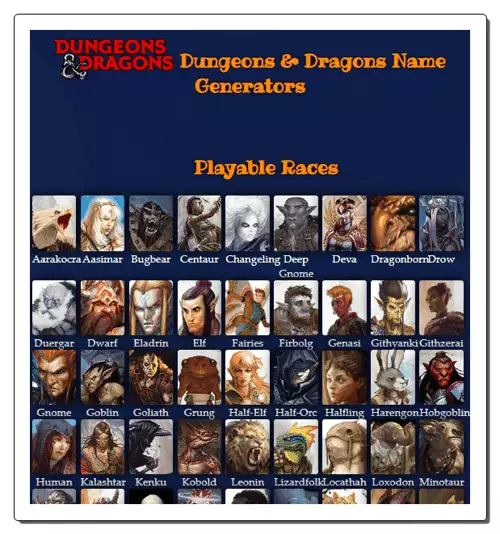 DUNGEONS
& DRAGONS
Dungeons & Dragons Name
Generators
Playable Races
Aarakocra Aasimar Bugbear Centaur Changeling Deep Deva Dragonborn Drow
Gnome
Duergar Dwarf Eladrin Elf Fairies Firbolg Genasi Githyanki Githzerai
Gnome Goblin Goliath Grung Half-Elf Half-Orc Halfling Harengon Hobgoblin
Human Kalashtar Kenku Kobold Leonin Lizardfolk Locathah Loxodon Minotaur